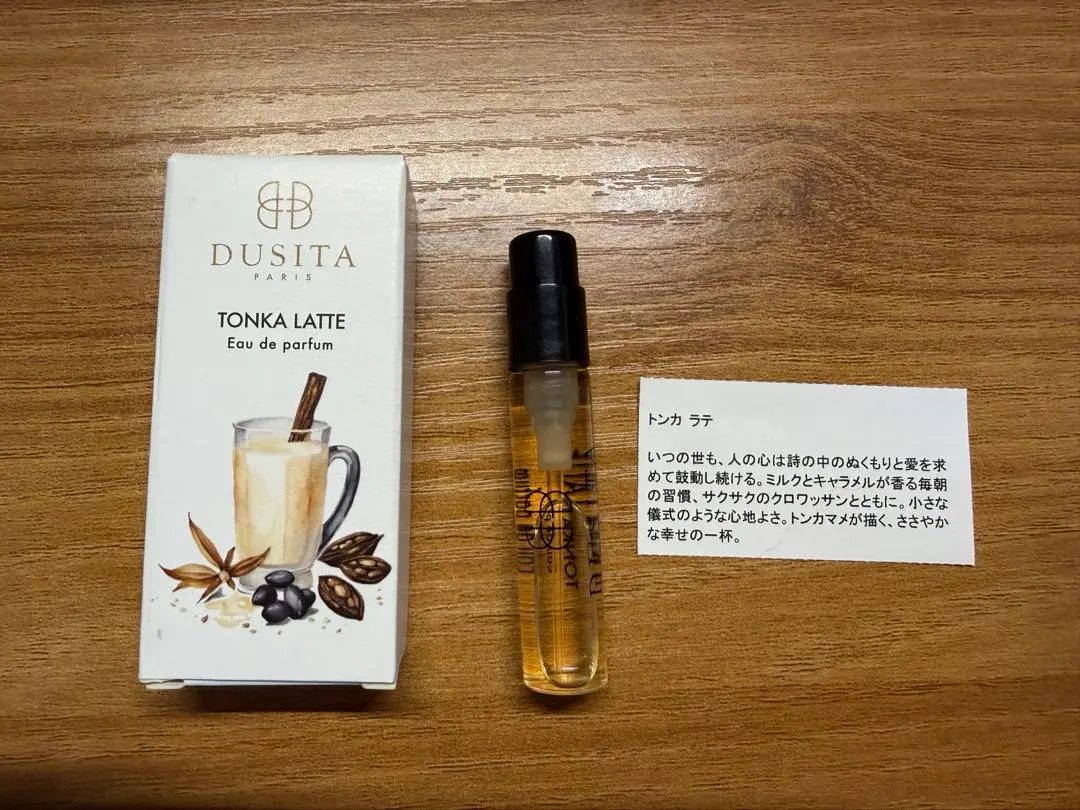 DUSITA
PARIS
TONKA LATTE
Eau de parfum
トンカ ラテ
いつの世も、人の心は詩の中のぬくもりと愛を求
めて鼓動し続ける。ミルクとキャラメルが香る毎朝
の習慣、サクサクのクロワッサンとともに。小さな
儀式のような心地よさ。トンカマメが描く、ささやか
な幸せの一杯。